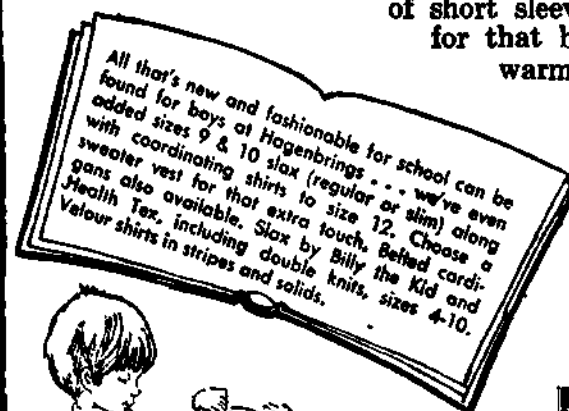 of short sleev
for that b
warm
All that's new and fashionable for school can be
found for boys at Hagenbrings . . . we've even
added sizes 9 & 10 slax (regular or slim) along
with coordinating shirts to size 12. Choose a
sweater vest for that extra touch. Belted cardi-
gans also available. Slax by Billy the Kid and
Health Tex, including double knits, sizes 4-10.
Velour shirts in stripes and solids.